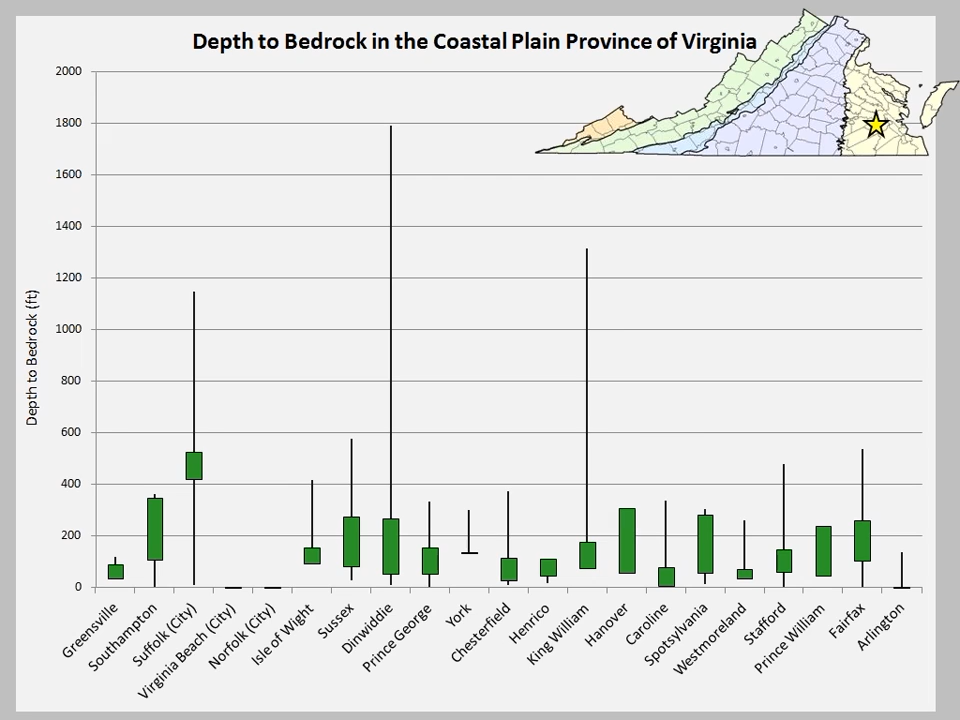 Depth to Bedrock in the Coastal Plain Province of Virginia
2000
1800
1600
1400
1200
1000
800
600
400
200
0
Depth to Bedrock (ft)
Greensville
Southampton
Suffolk (City)
Virginia Beach (City)
Norfolk (City)
Isle of Wight
Sussex
Dinwiddie
Prince George
York
Chesterfield
Henrico
King William
Hanover
Caroline
Spotsylvania
Westmoreland
Stafford
Prince William
Fairfax
Arlington